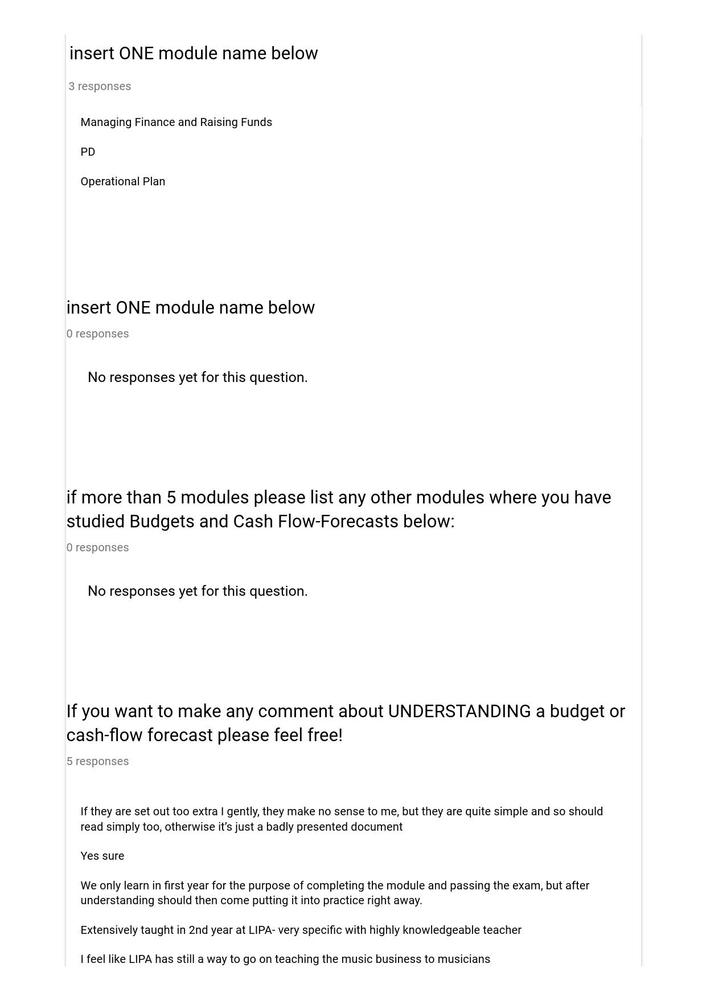 insert ONE module name below
3 responses
Managing Finance and Raising Funds
PD
Operational Plan
insert ONE module name below
0 responses
No responses yet for this question.
if more than 5 modules please list any other modules where you have
studied Budgets and Cash Flow-Forecasts below:
0 responses
No responses yet for this question.
If you want to make any comment about UNDERSTANDING a budget or
cash-flow forecast please feel free!
5 responses
If they are set out too extra I gently, they make no sense to me, but they are quite simple and so should
read simply too, otherwise it’s just a badly presented document
Yes sure
We only learn in first year for the purpose of completing the module and passing the exam, but after
understanding should then come putting it into practice right away.
Extensively taught in 2nd year at LIPA- very specific with highly knowledgeable teacher
I feel like LIPA has still a way to go on teaching the music business to musicians